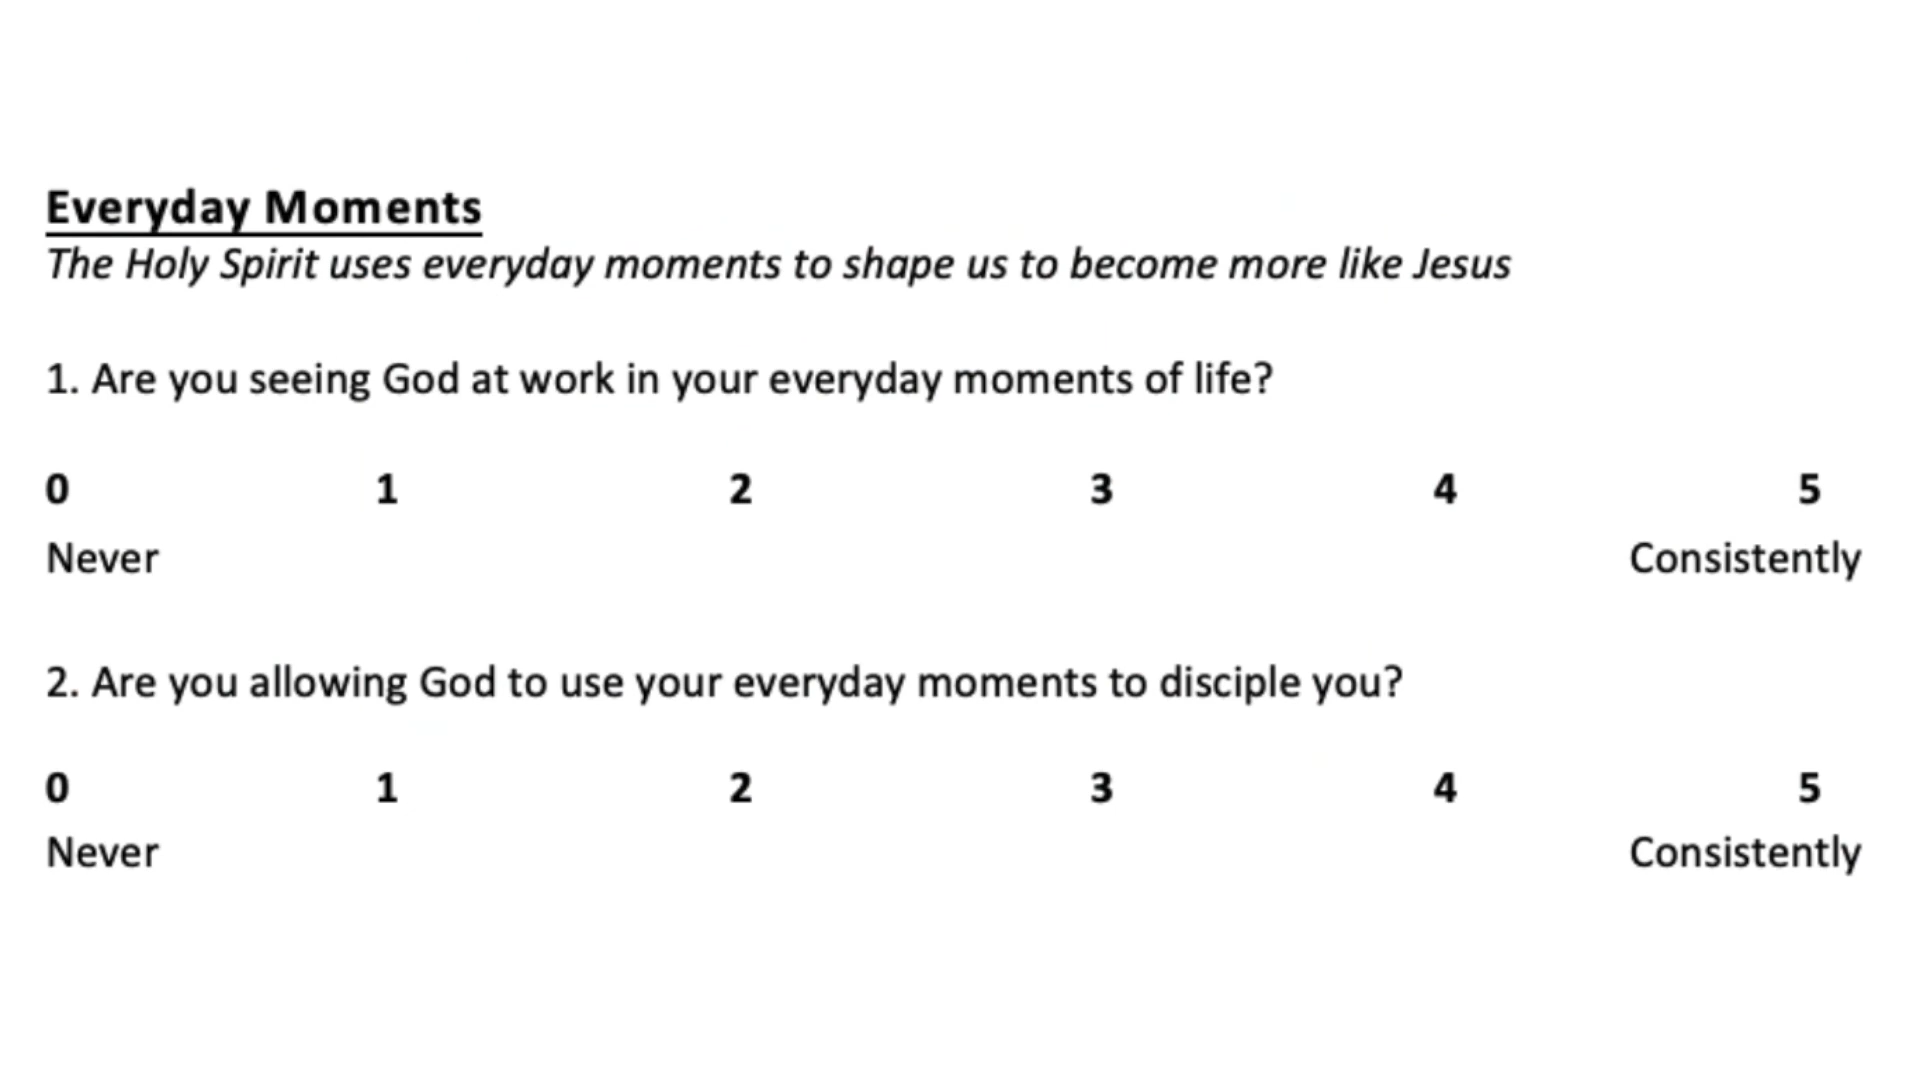 Everyday Moments
The Holy Spirit uses everyday moments to shape us to become more like Jesus
1. Are you seeing God at work in your everyday moments of life?
0 1 2 3 4 5
Never Consistently
2. Are you allowing God to use your everyday moments to disciple you?
0 1 2 3 4 5
Never Consistently